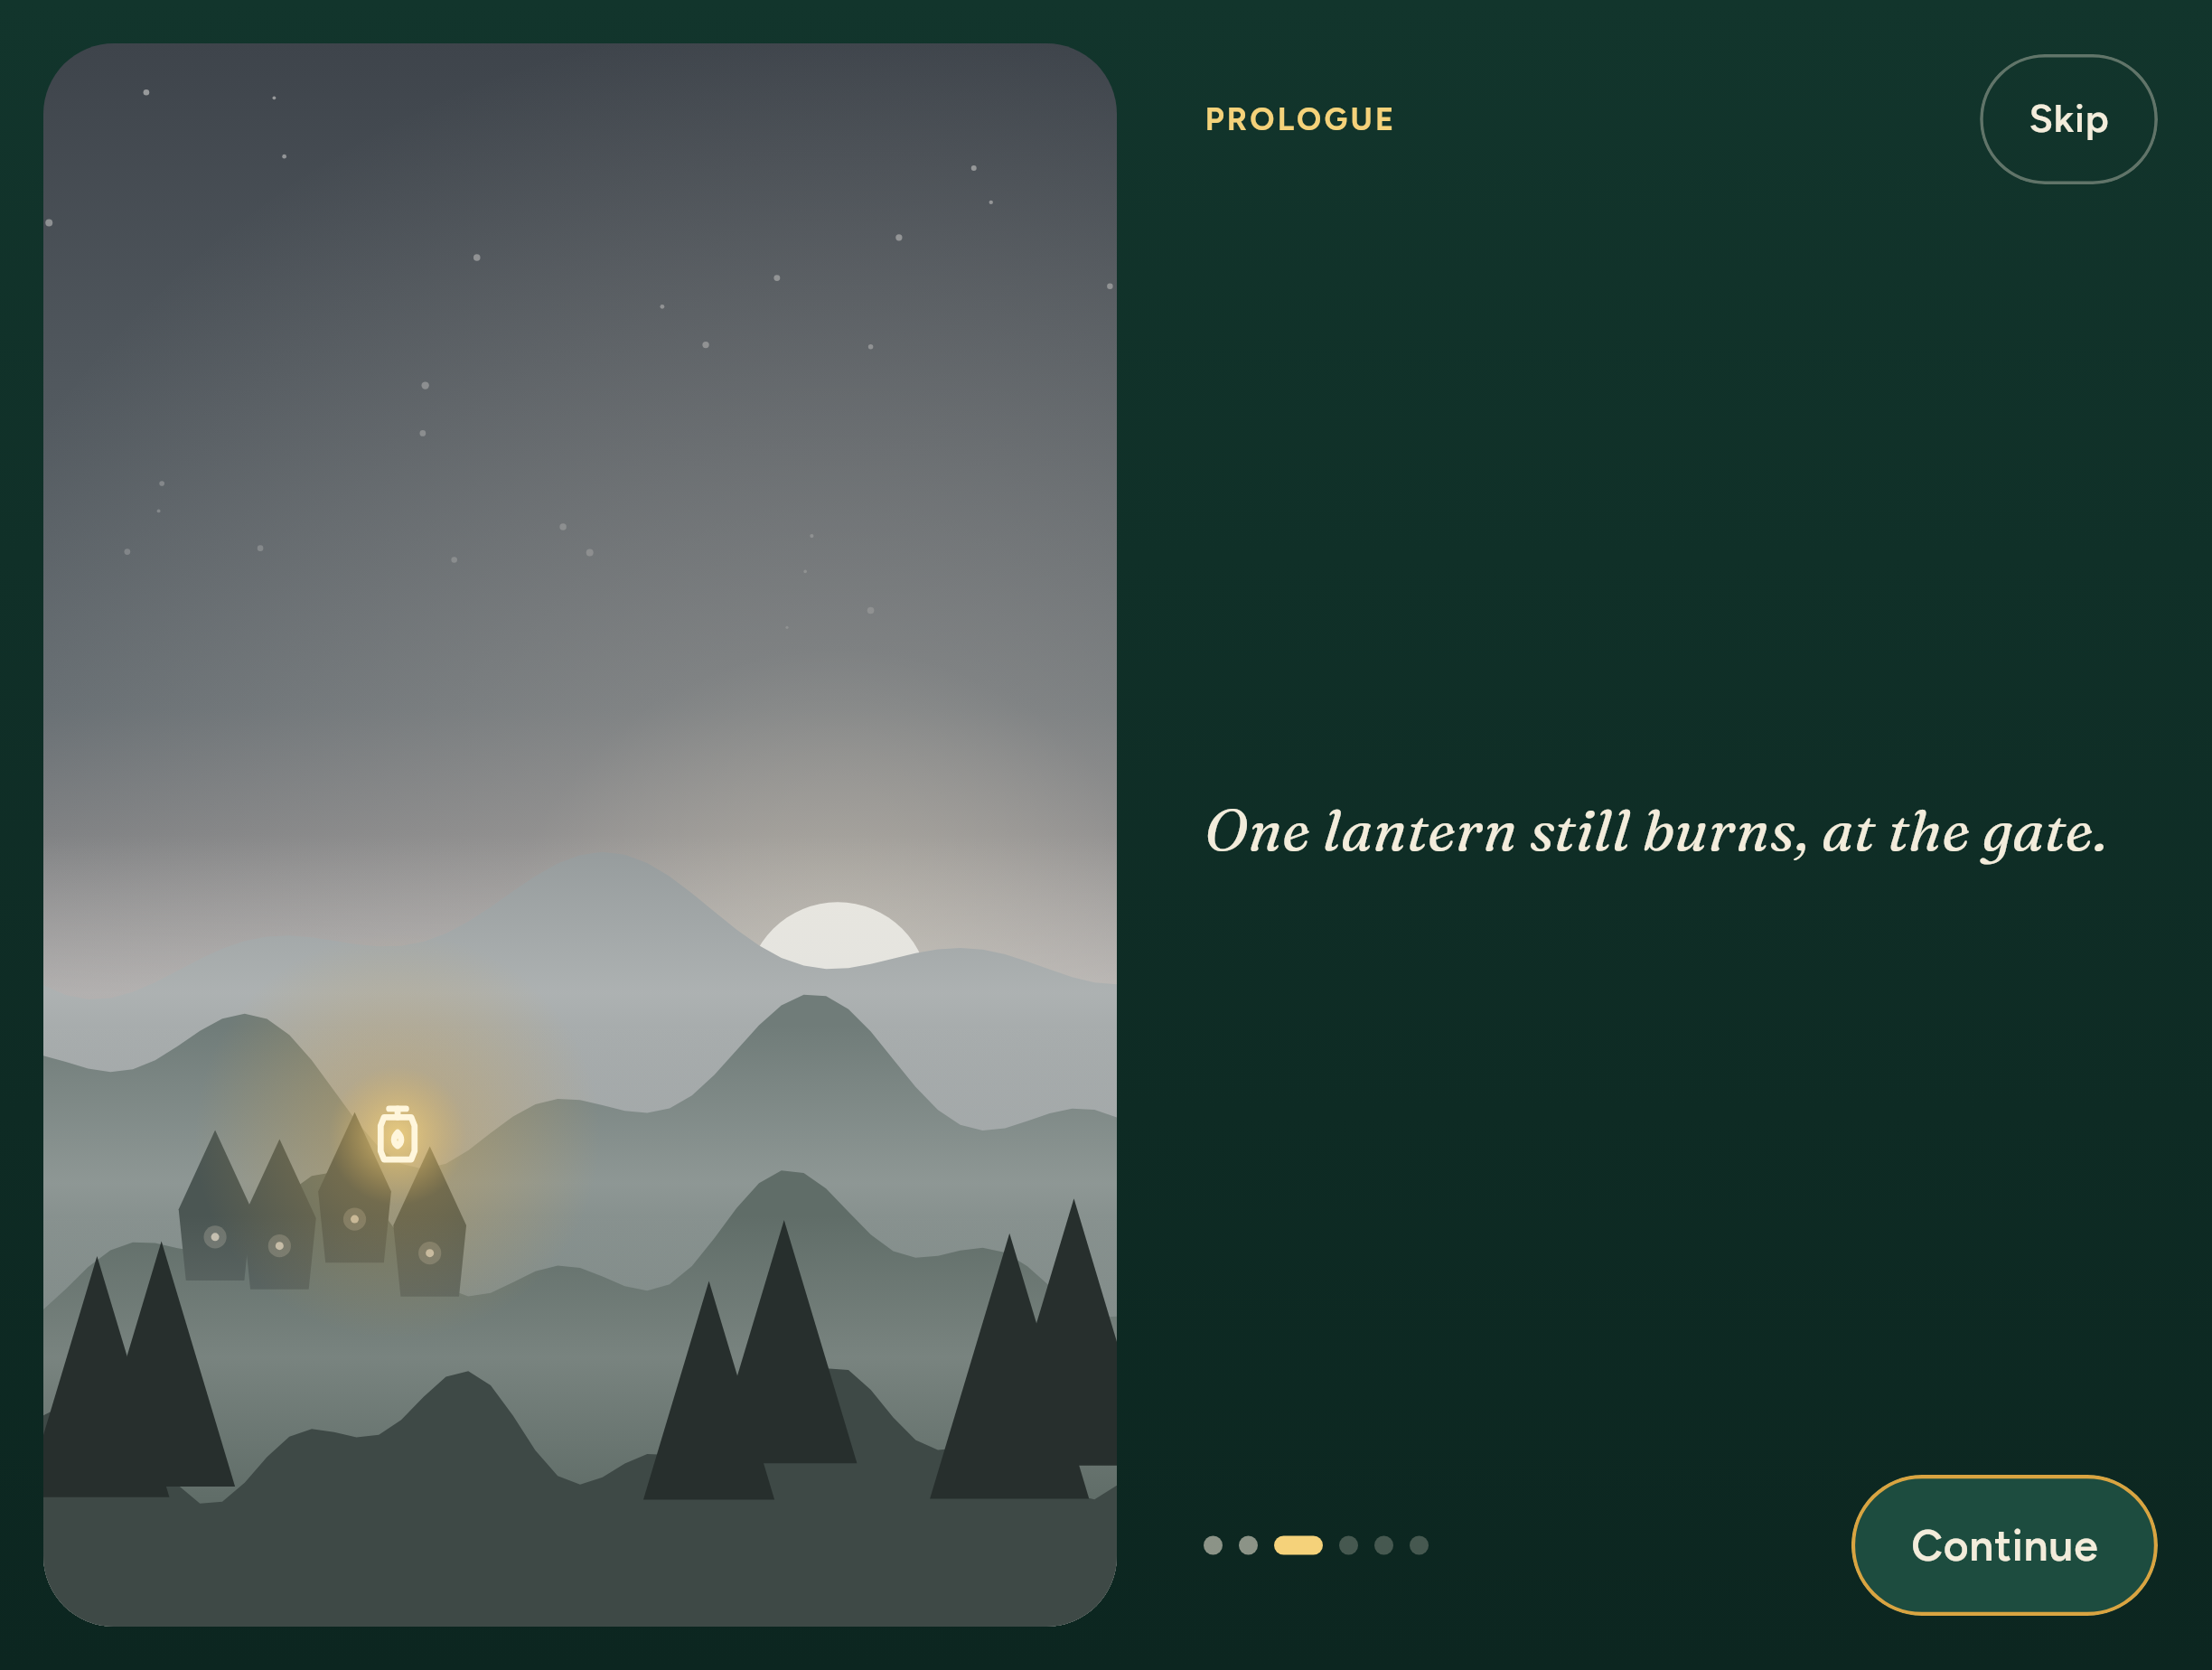 PROLOGUE
Skip
One lantern still burns, at the gate.
Continue